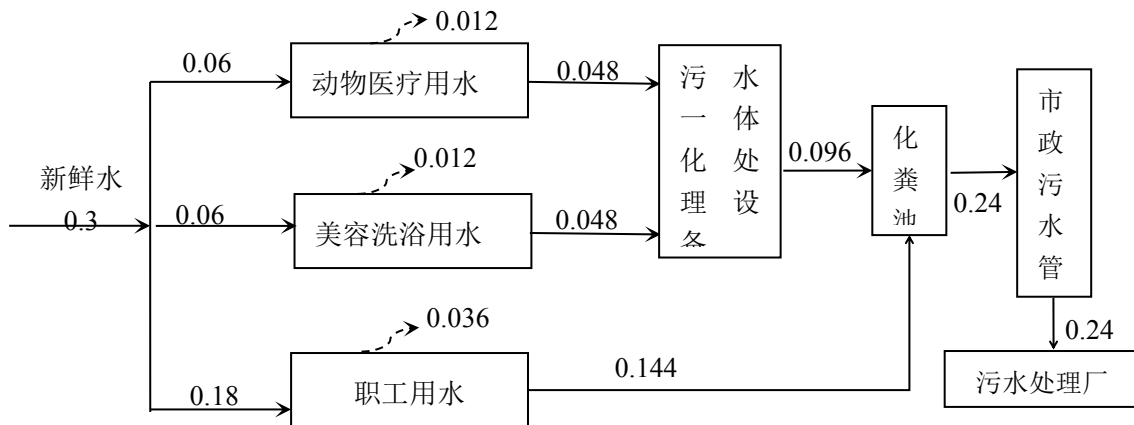 0.012
0.06
动物医疗用水
0.048
污水
一体
化处
理设
备
市
政
污
水
管
化
粪
池
0.096
0.24
新鲜水
0.3
0.012
0.06
美容洗浴用水
0.048
0.036
0.18
职工用水
0.144
0.24
污水处理厂